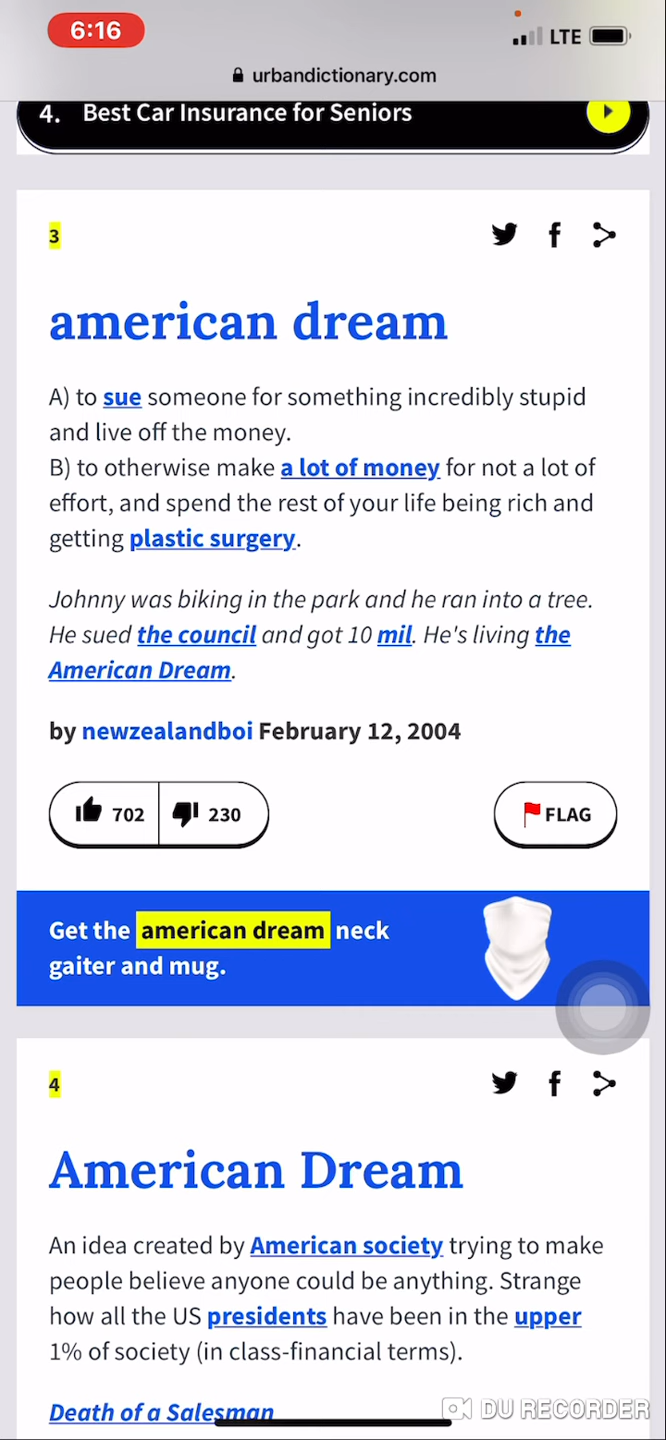 6:16
LTE
urbandictionary.com
4. Best Car Insurance for Seniors
3
american dream
A) to sue someone for something incredibly stupid
and live off the money.
B) to otherwise make a lot of money for not a lot of
effort, and spend the rest of your life being rich and
getting plastic surgery.
Johnny was biking in the park and he ran into a tree.
He sued the council and got 10 mil. He's living the
American Dream.
by newzealandboi February 12, 2004
702 230 FLAG
Get the american dream neck
gaiter and mug.
4
American Dream
An idea created by American society trying to make
people believe anyone could be anything. Strange
how all the US presidents have been in the upper
1% of society (in class-financial terms).
Death of a Salesman
DU RECORDER